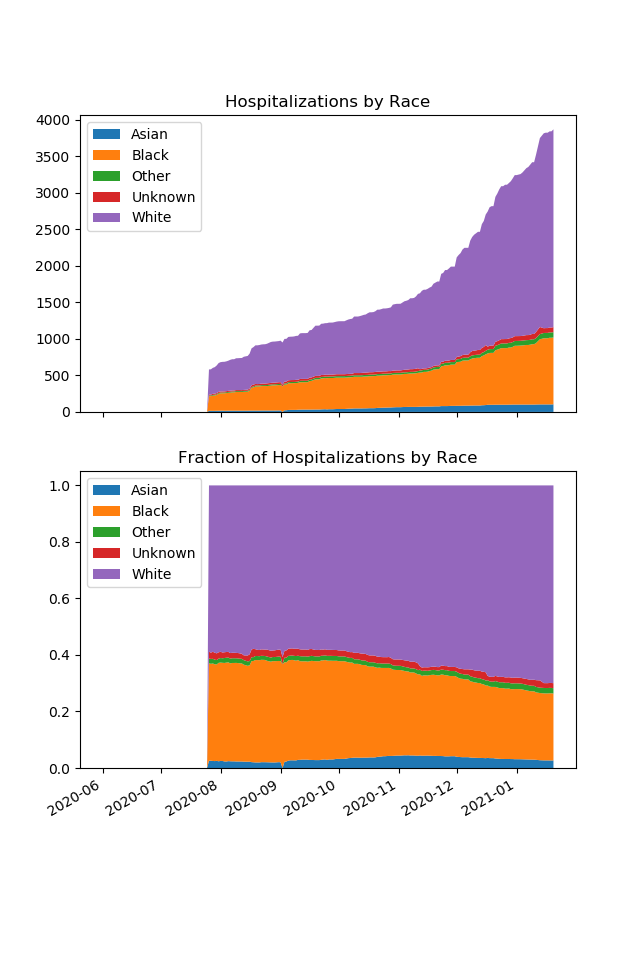 Hospitalizations by Race
4000
3500
3000
2500
2000
1500
1000
500
0
Asian
Black
Other
Unknown
White
Fraction of Hospitalizations by Race
1.0
0.8
0.6
0.4
0.2
0.0
Asian
Black
Other
Unknown
White
2020-06
2020-07
2020-08
2020-09
2020-10
2020-11
2020-12
2021-01